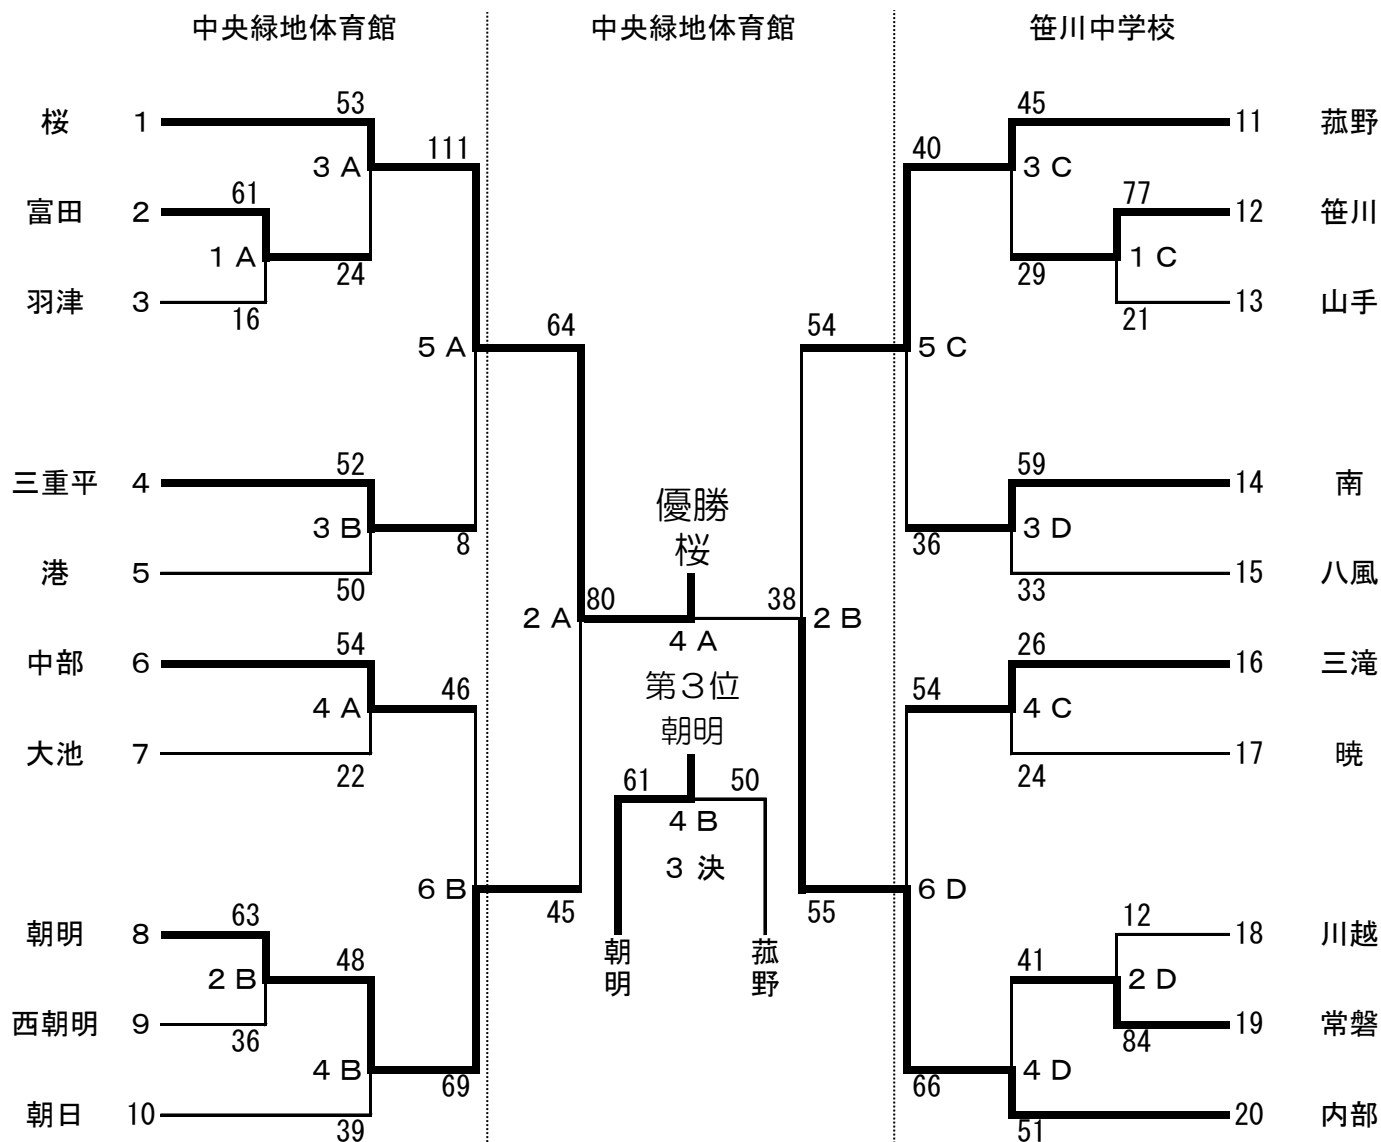 中央緑地体育館 中央緑地体育館 笹川中学校
53 45
桜 1 11 菰野
111 40
3 A 3 C
61 77
富田 2 12 笹川
1 A 1 C
24 29
羽津 3 13 山手
16 21
64 54
5 A 5 C
52 59
三重平 4 14 南
優勝
3 B 3 D
8 36
桜
港 5 15 八風
50 33
80 38
2 A 2 B
4 A
54 26
中部 6 16 三滝
第3位
46 54
4 A 4 C
朝明
大池 7 17 暁
22 24
61 50
4 B
3 決
6 B 6 D
45 55
63 12
朝明 8 18 川越
朝明 菰野
48 41
2 B 2 D
西朝明 9 19 常磐
36 84
4 B 4 D
69 66
朝日 10 20 内部
39 51